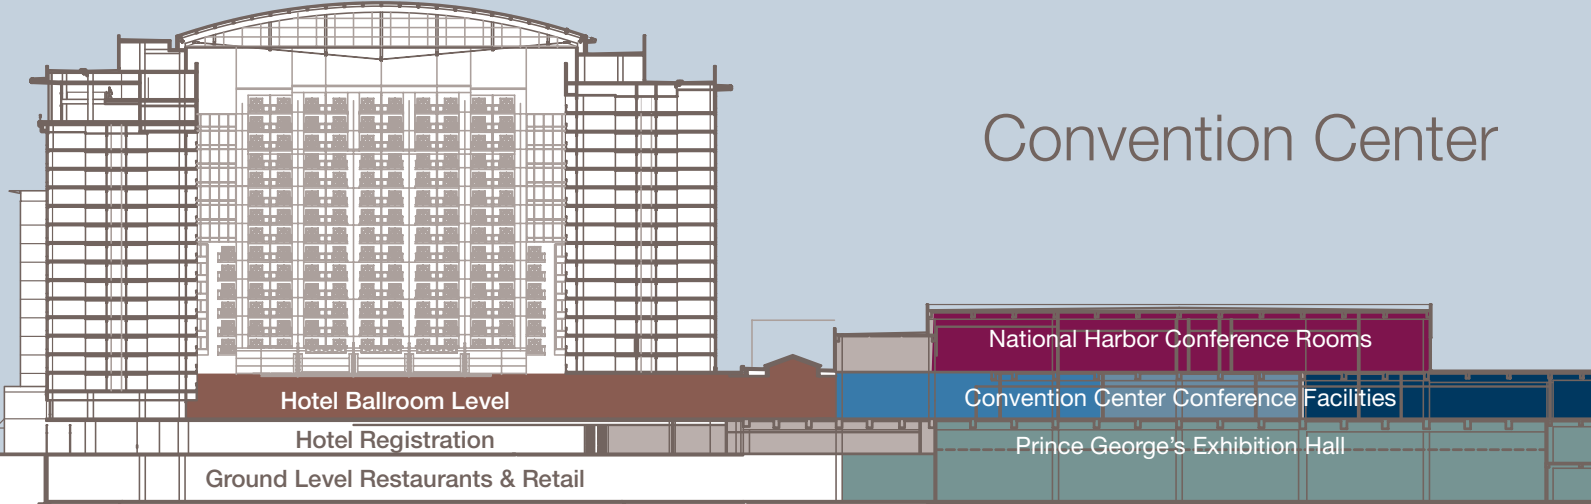 Convention Center
National Harbor Conference Rooms
Hotel Ballroom Level
Convention Center Conference Facilities
Hotel Registration
Prince George’s Exhibition Hall
Ground Level Restaurants & Retail